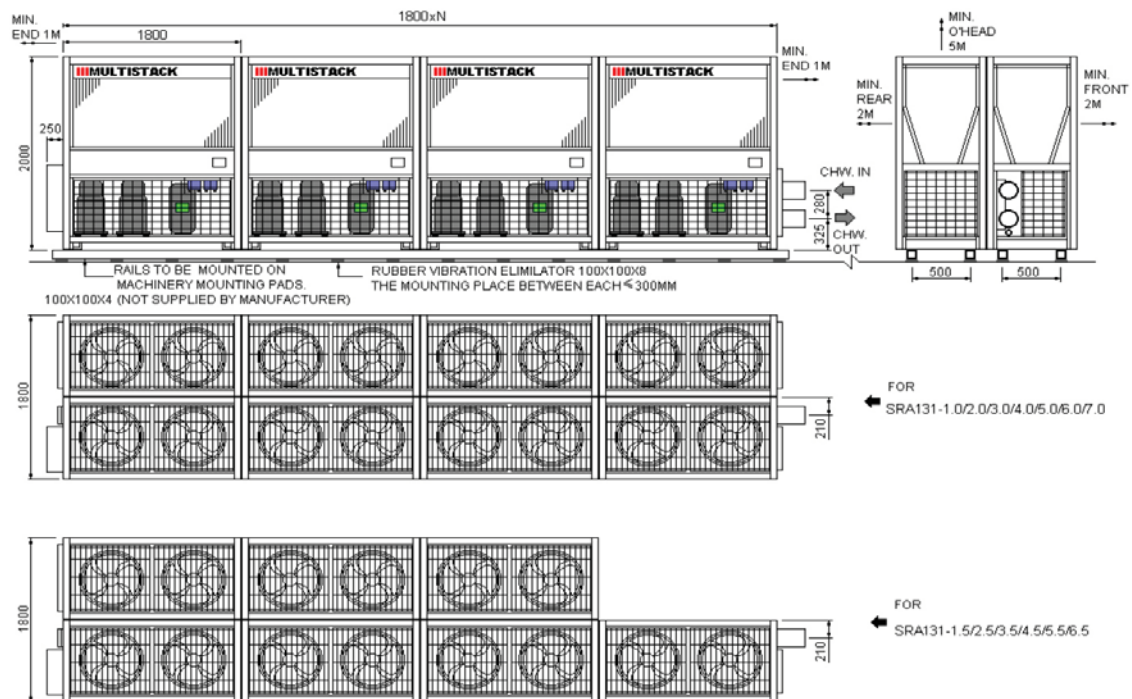 MIN.
END 1M
1800xN
1800
MIN.
END 1M
MULTISTACK
MULTISTACK
MULTISTACK
MULTISTACK
250
2000
CHW. IN
280
325
CHW.
OUT
MIN.
O'HEAD
5M
MIN.
REAR
2M
MIN.
FRONT
2M
500
500
RAILS TO BE MOUNTED ON
MACHINERY MOUNTING PADS.
100X100X4 (NOT SUPPLIED BY MANUFACTURER)
RUBBER VIBRATION ELIMILATOR 100X100X8
THE MOUNTING PLACE BETWEEN EACH ≤300MM
1800
210
FOR
SRA131-1.0/2.0/3.0/4.0/5.0/6.0/7.0
1800
210
FOR
SRA131-1.5/2.5/3.5/4.5/5.5/6.5